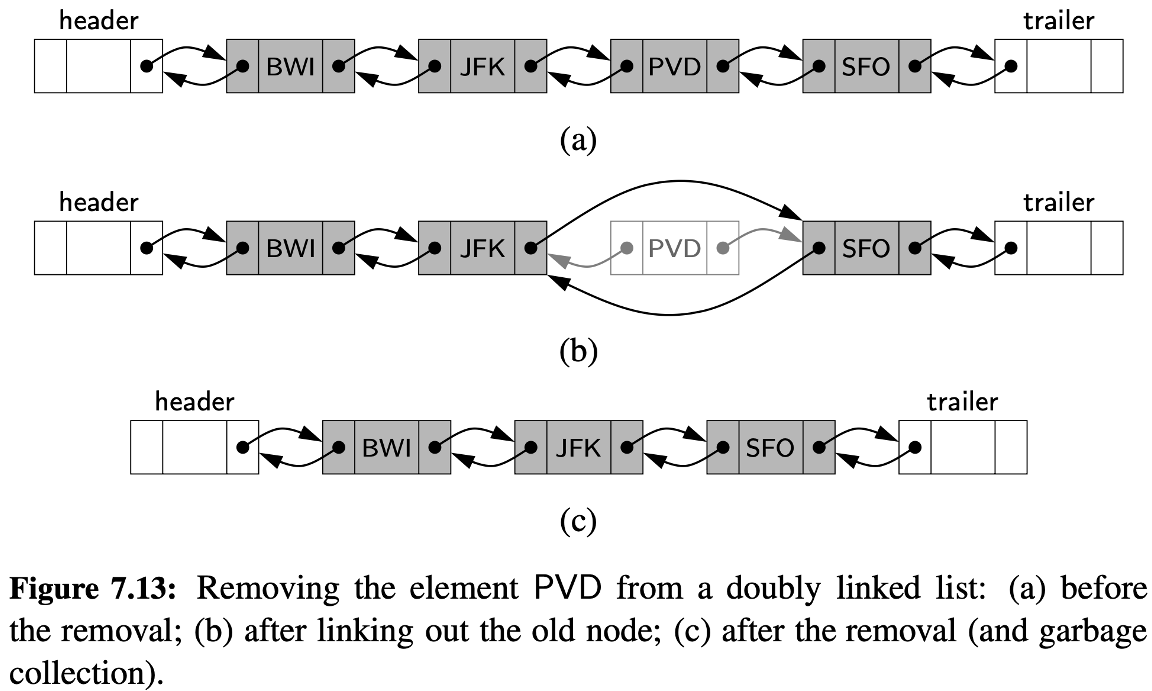 header trailer
BWI JFK PVD SFO
(a)
header trailer
BWI JFK PVD SFO
(b)
header trailer
BWI JFK SFO
(c)
Figure 7.13: Removing the element PVD from a doubly linked list: (a) before
the removal; (b) after linking out the old node; (c) after the removal (and garbage
collection).